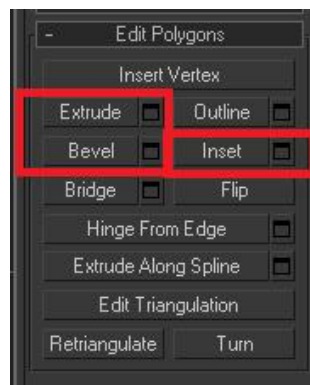 - Edit Polygons
Insert Vertex
Extrude Outline
Bevel Inset
Bridge Flip
Hinge From Edge
Extrude Along Spline
Edit Triangulation
Retriangulate Turn